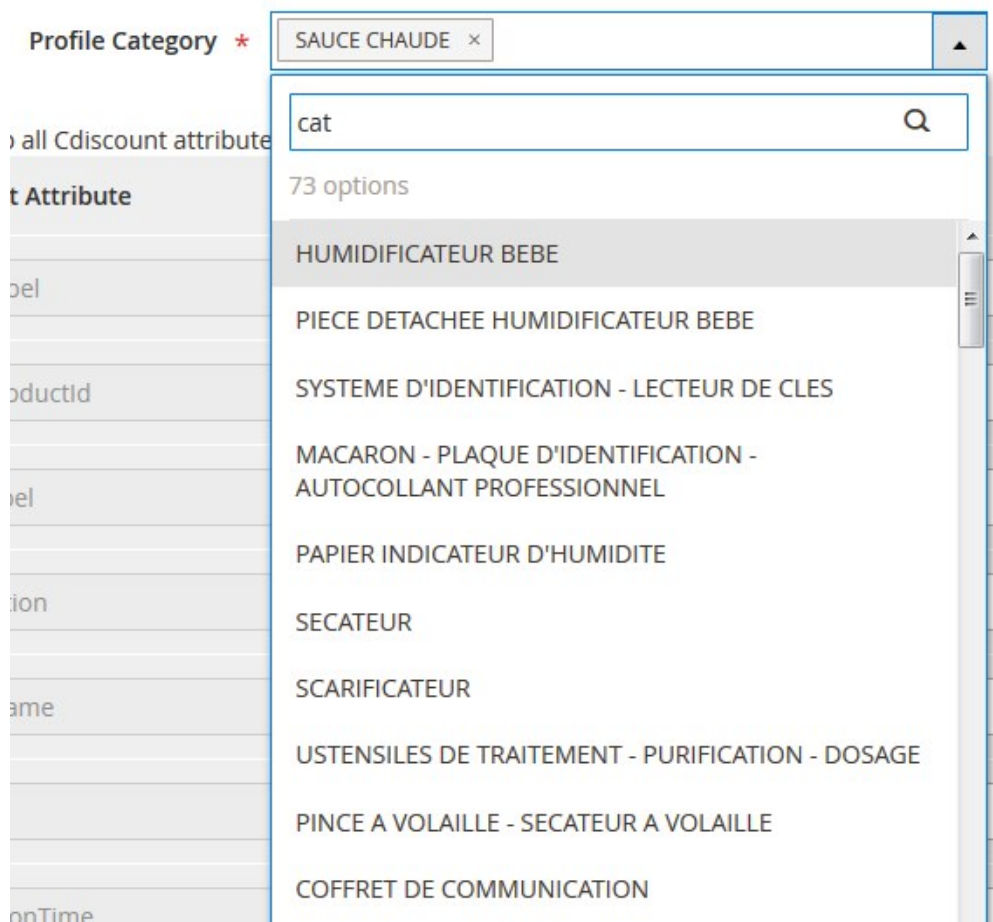 Profile Category *
SAUCE CHAUDE ×
cat
all Cdiscount attribute
t Attribute
73 options
HUMIDIFICATEUR BEBE
PIECE DETACHEE HUMIDIFICATEUR BEBE
SYSTEME D'IDENTIFICATION - LECTEUR DE CLES
oductId
MACARON - PLAQUE D'IDENTIFICATION -
AUTOCOLLANT PROFESSIONNEL
PAPIER INDICATEUR D'HUMIDITE
tion
SECATEUR
SCARIFICATEUR
ame
USTENSILES DE TRAITEMENT - PURIFICATION - DOSAGE
PINCE A VOLAILLE - SECATEUR A VOLAILLE
COFFRET DE COMMUNICATION
onTime